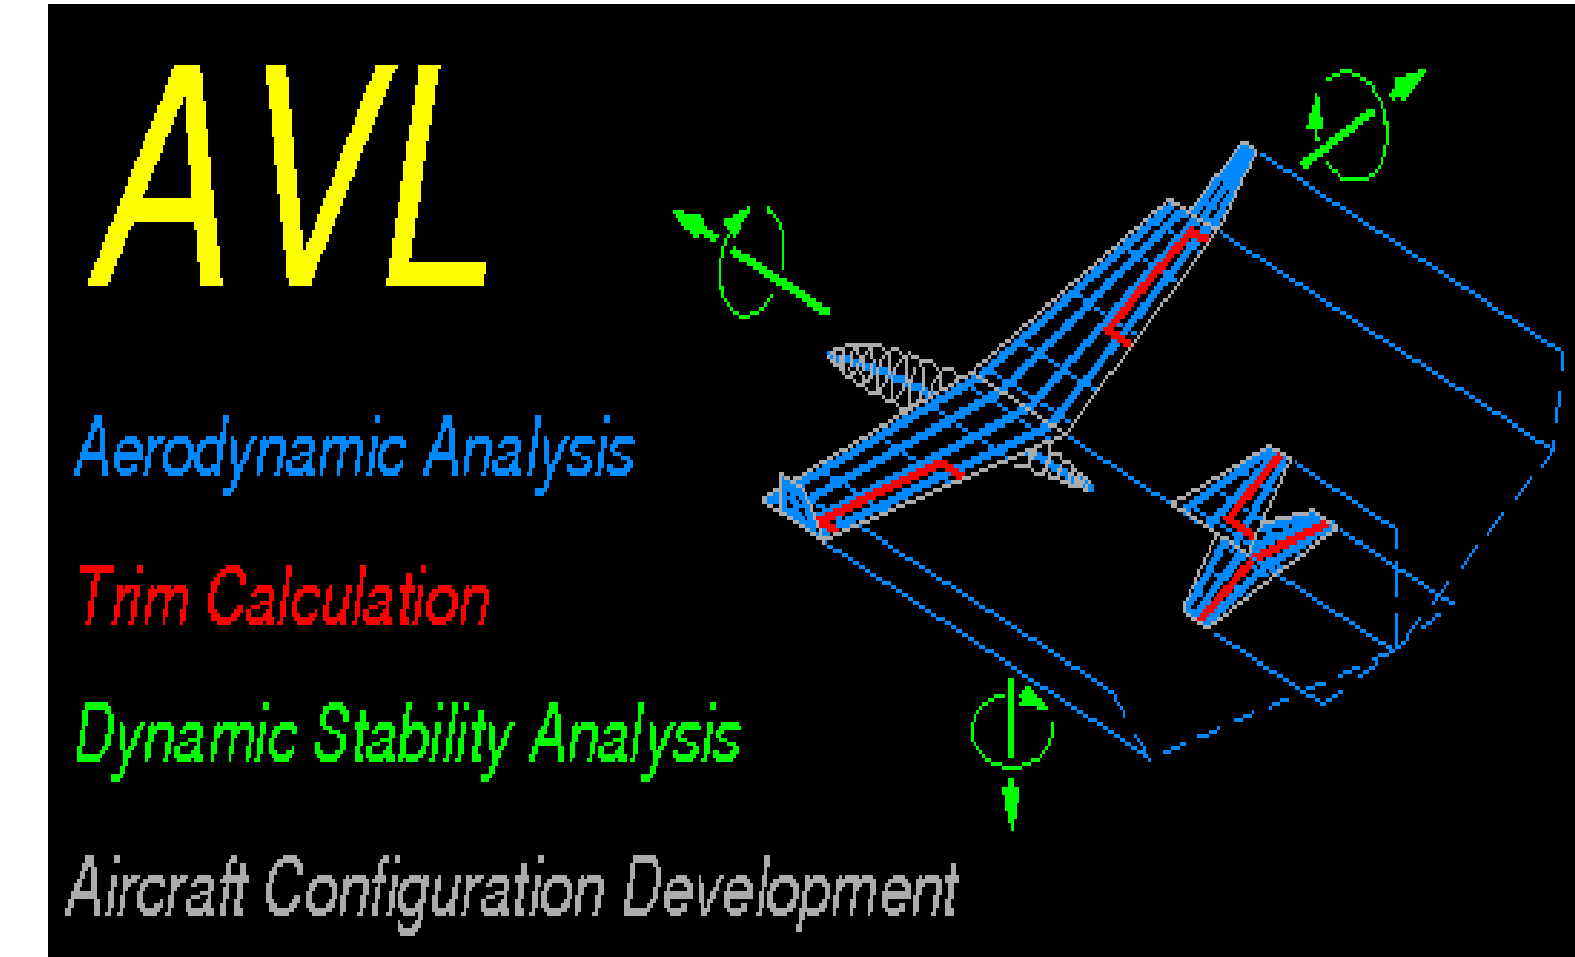 AVL
Aerodynamic Analysis
Trim Calculation
Dynamic Stability Analysis
Aircraft Configuration Development